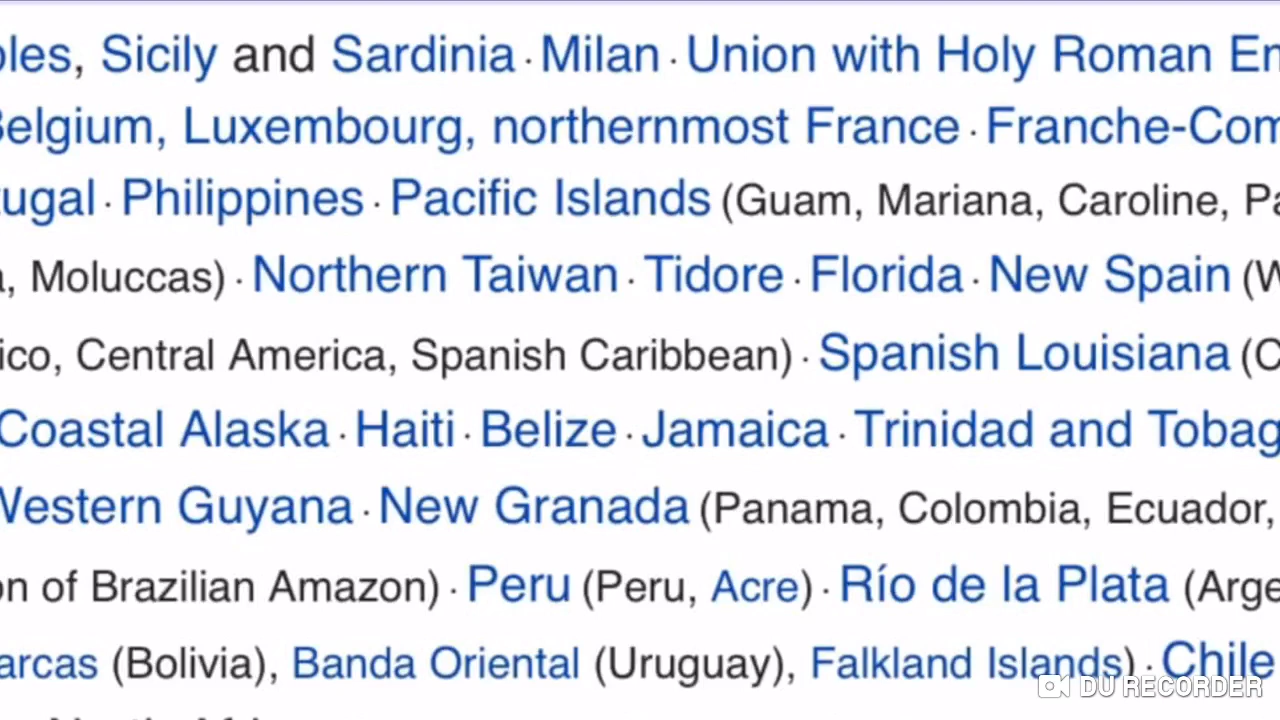 Sicily and Sardinia · Milan · Union with Holy Roman
Belgium, Luxembourg, northernmost France · Franche-Com
tugal · Philippines · Pacific Islands (Guam, Mariana, Caroline, Pa
a, Moluccas) · Northern Taiwan · Tidore · Florida · New Spain (W
ico, Central America, Spanish Caribbean) · Spanish Louisiana (C
Coastal Alaska · Haiti · Belize · Jamaica · Trinidad and Tobag
Western Guyana · New Granada (Panama, Colombia, Ecuador,
on of Brazilian Amazon) · Peru (Peru, Acre) · Río de la Plata (Arge
arcas (Bolivia), Banda Oriental (Uruguay), Falkland Islands) · Chile
DU RECORDER